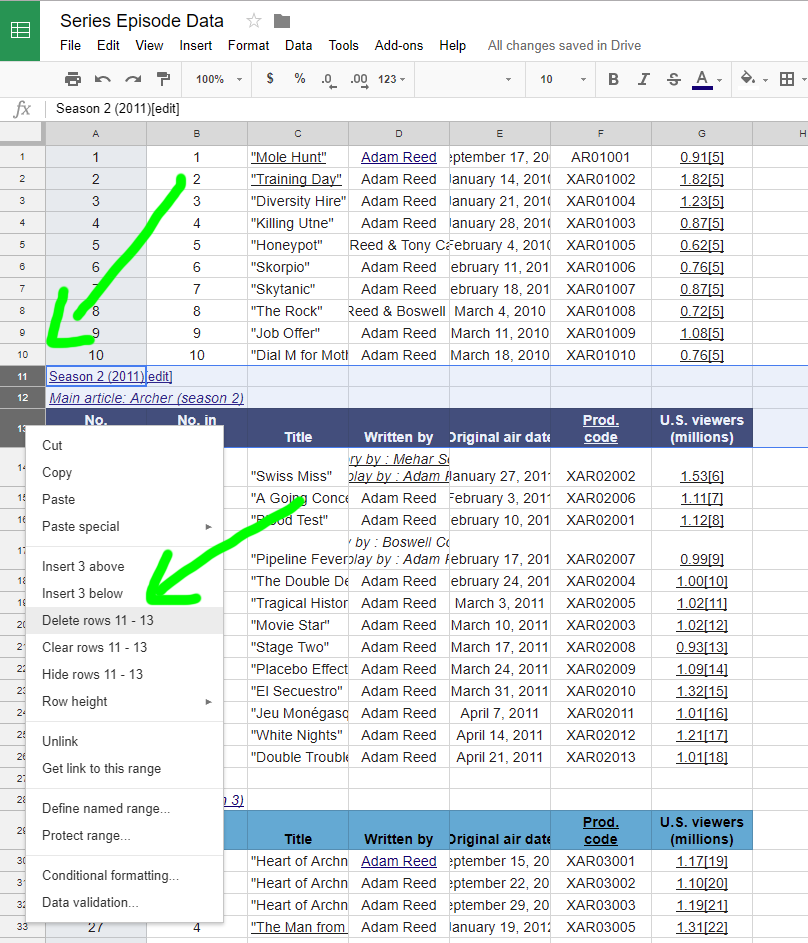 Series Episode Data
File Edit View Insert Format Data Tools Add-ons Help All changes saved in Drive
100% $ % .0 .00 123 10 B I S A
fx Season 2 (2011)[edit]
A B C D E F G H
1 1 1 "Mole Hunt" Adam Reed eptember 17, 20 AR01001 0.91[5]
2 2 2 "Training Day" Adam Reed January 14, 2010 XAR01002 1.82[5]
3 3 3 "Diversity Hire" Adam Reed January 21, 2010 XAR01004 1.23[5]
4 4 4 "Killing Utne" Adam Reed January 28, 2010 XAR01003 0.87[5]
5 5 5 "Honeypot" Reed & Tony Ca February 4, 2010 XAR01005 0.62[5]
6 6 6 "Skorpio" Adam Reed ebruary 11, 201 XAR01006 0.76[5]
7 7 7 "Skytanic" Adam Reed ebruary 18, 201 XAR01007 0.87[5]
8 8 8 "The Rock" Reed & Boswell March 4, 2010 XAR01008 0.72[5]
9 9 9 "Job Offer" Adam Reed March 11, 2010 XAR01009 1.08[5]
10 10 10 "Dial M for Moth Adam Reed March 18, 2010 XAR01010 0.76[5]
11 Season 2 (2011)[edit]
12 Main article: Archer (season 2)
13 No. No. in Title Written by Original air date Prod. code U.S. viewers (millions)
14 "Swiss Miss" ry by : Mehar Se play by : Adam R January 27, 2011 XAR02002 1.53[6]
15 "A Going Conce Adam Reed February 3, 2011 XAR02006 1.11[7]
16 "Blood Test" Adam Reed ebruary 10, 201 XAR02001 1.12[8]
17 "Pipeline Fever y by : Boswell Co play by : Adam R ebruary 17, 201 XAR02007 0.99[9]
18 "The Double De Adam Reed ebruary 24, 201 XAR02004 1.00[10]
19 "Tragical Histor Adam Reed March 3, 2011 XAR02005 1.02[11]
20 "Movie Star" Adam Reed March 10, 2011 XAR02003 1.02[12]
21 "Stage Two" Adam Reed March 17, 2011 XAR02008 0.93[13]
22 "Placebo Effect Adam Reed March 24, 2011 XAR02009 1.09[14]
23 "El Secuestro" Adam Reed March 31, 2011 XAR02010 1.32[15]
24 "Jeu Monégasq Adam Reed April 7, 2011 XAR02011 1.01[16]
25 "White Nights" Adam Reed April 14, 2011 XAR02012 1.21[17]
26 "Double Trouble Adam Reed April 21, 2011 XAR02013 1.01[18]
27
28 n 3)
29 Title Written by Original air date Prod. code U.S. viewers (millions)
30 "Heart of Archn Adam Reed eptember 15, 20 XAR03001 1.17[19]
31 "Heart of Archn Adam Reed eptember 22, 20 XAR03002 1.10[20]
32 "Heart of Archn Adam Reed eptember 29, 20 XAR03003 1.19[21]
33 27 4 "The Man from Adam Reed January 19, 2012 XAR03005 1.31[22]
Cut
Copy
Paste
Paste special
Insert 3 above
Insert 3 below
Delete rows 11 - 13
Clear rows 11 - 13
Hide rows 11 - 13
Row height
Unlink
Get link to this range
Define named range...
Protect range...
Conditional formatting...
Data validation...